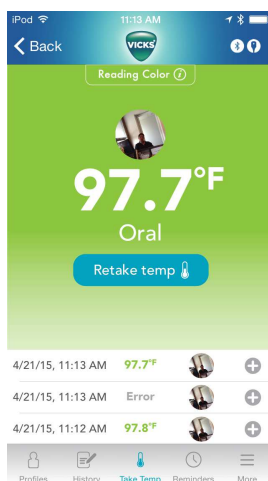 iPod 11:13 AM
Back VICKS
Reading Color i
97.7°F
Oral
Retake temp
4/21/15, 11:13 AM 97.7°F
4/21/15, 11:13 AM Error
4/21/15, 11:12 AM 97.8°F
Profiles History Take Temp Reminders More